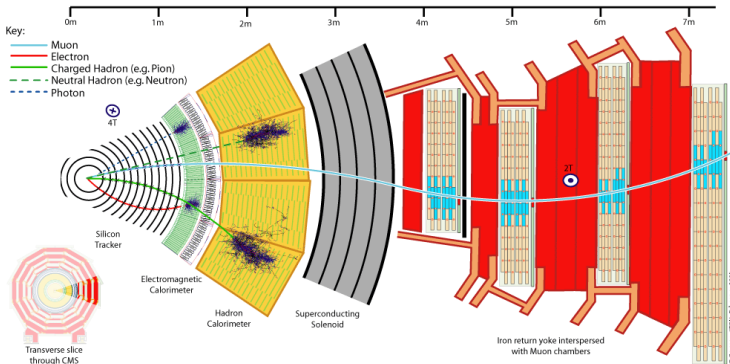 0m 1m 2m 3m 4m 5m 6m 7m
Key:
Muon
Electron
Charged Hadron (e.g. Pion)
Neutral Hadron (e.g. Neutron)
Photon
4T
2T
Silicon
Tracker
Electromagnetic
Calorimeter
Hadron
Calorimeter
Superconducting
Solenoid
Iron return yoke interspersed
with Muon chambers
Transverse slice
through CMS